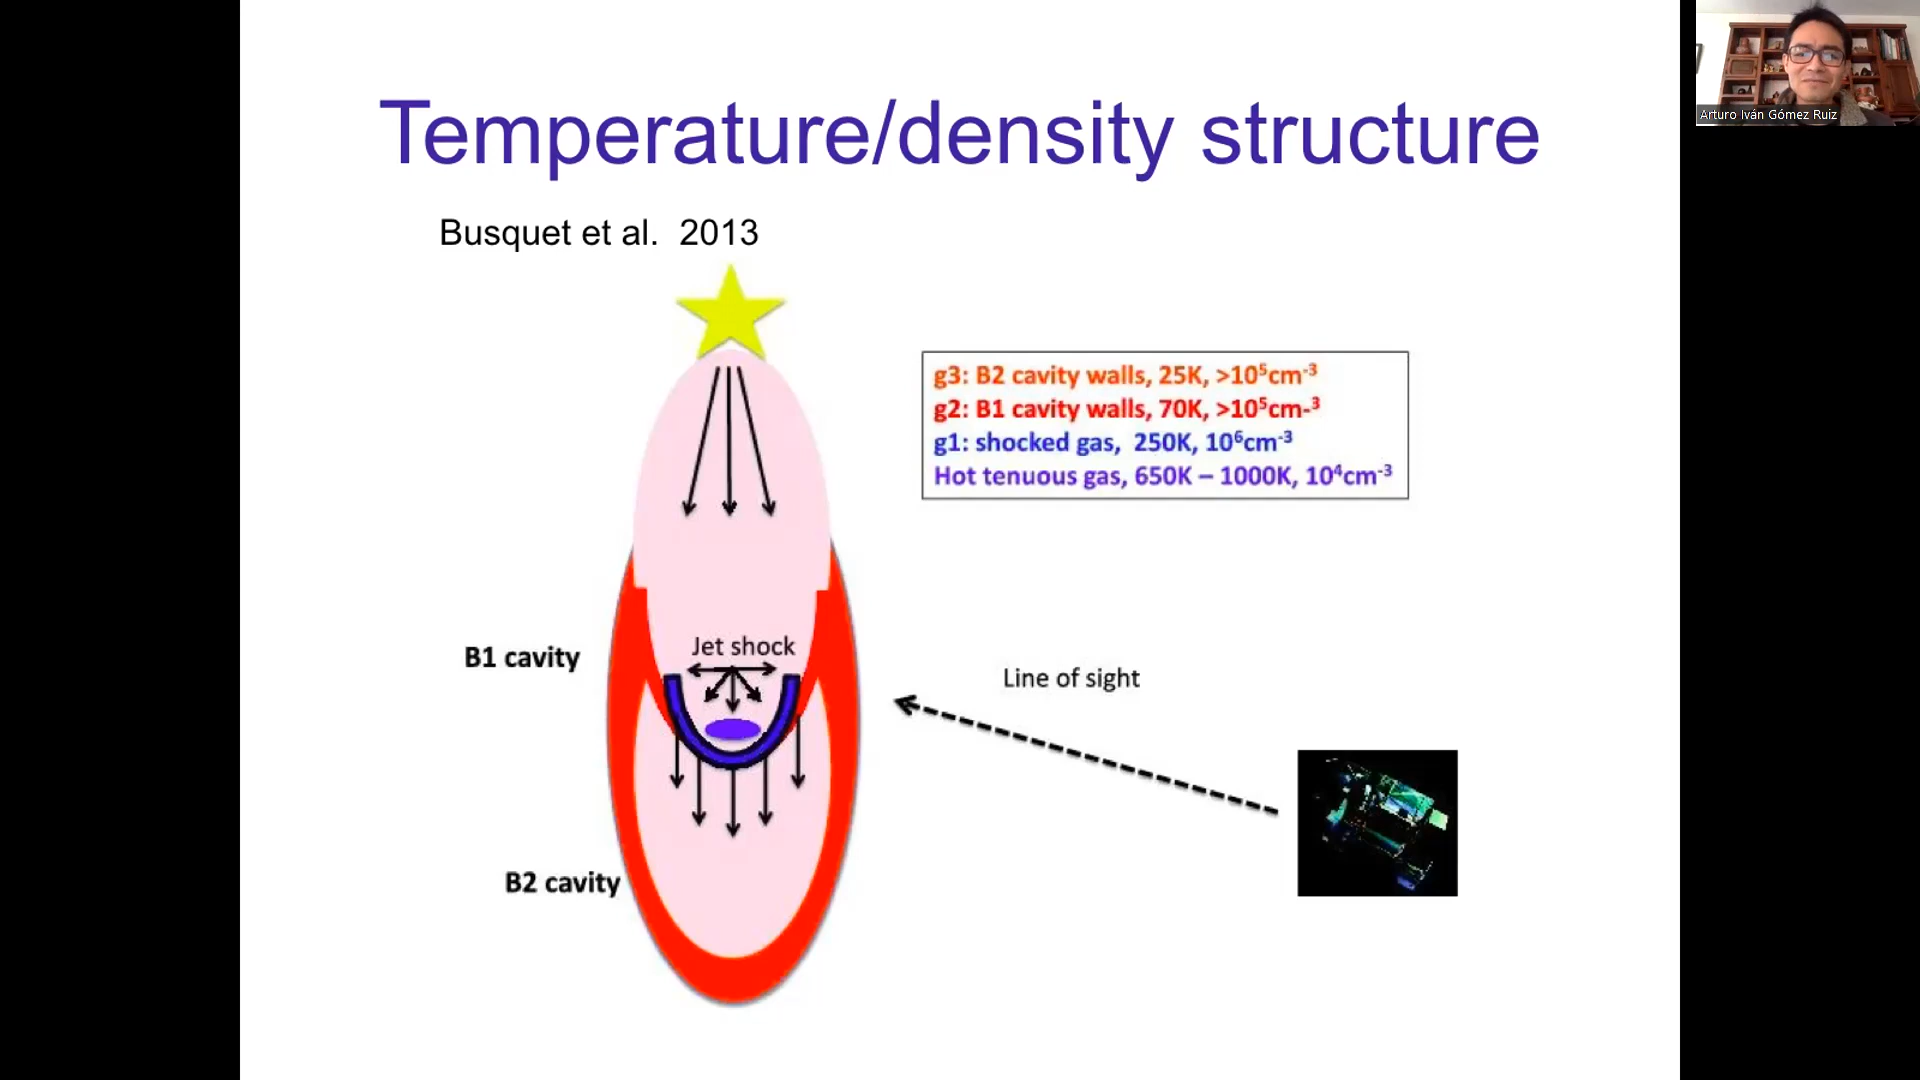 Temperature/density structure
Arturo Iván Gómez Ruiz
Busquet et al. 2013
g3: B2 cavity walls, 25K, >10⁵cm⁻³
g2: B1 cavity walls, 70K, >10⁵cm-³
g1: shocked gas, 250K, 10⁶cm⁻³
Hot tenuous gas, 650K – 1000K, 10⁴cm⁻³
Jet shock
B1 cavity
Line of sight
B2 cavity